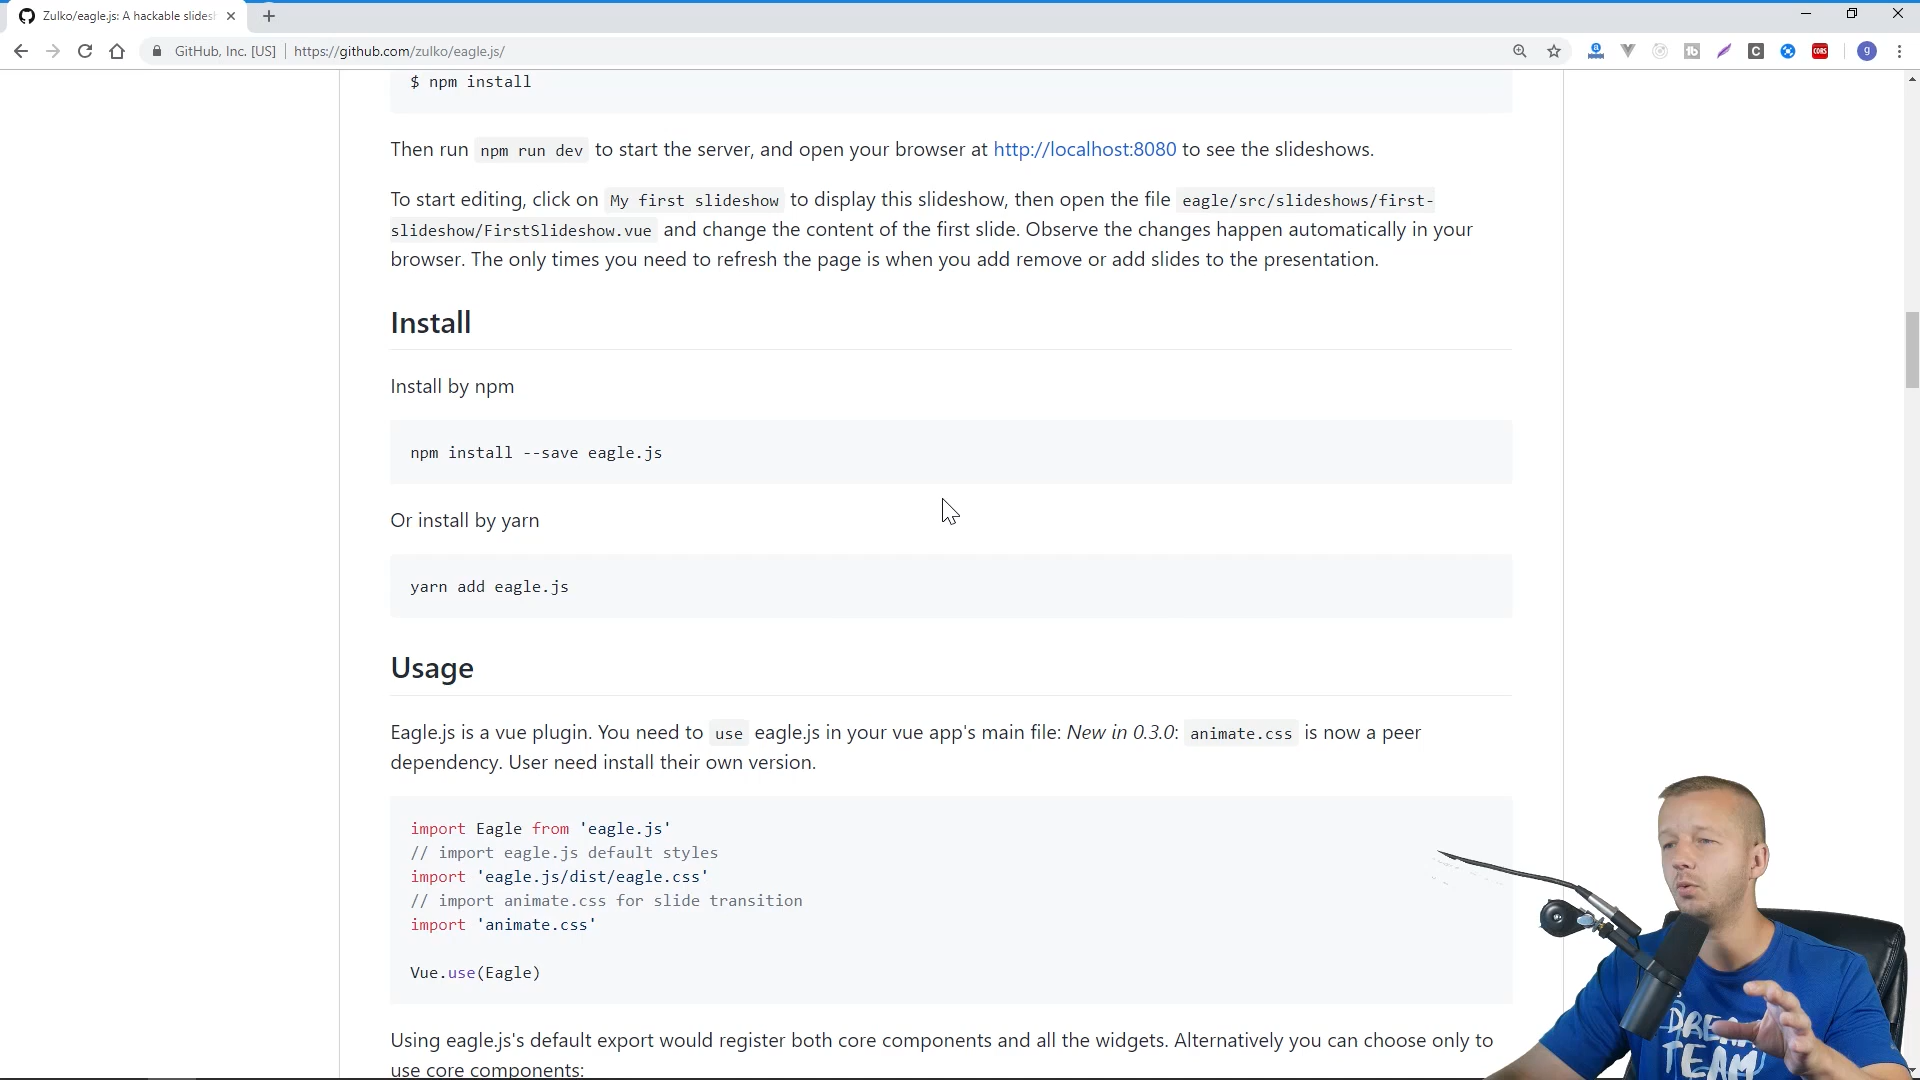 Zulko/eagle.js: A hackable slides
GitHub, Inc. [US] | https://github.com/zulko/eagle.js/
$ npm install
Then run npm run dev to start the server, and open your browser at http://localhost:8080 to see the slideshows.
To start editing, click on My first slideshow to display this slideshow, then open the file eagle/src/slideshows/first-
slideshow/FirstSlideshow.vue and change the content of the first slide. Observe the changes happen automatically in your
browser. The only times you need to refresh the page is when you add remove or add slides to the presentation.
Install
Install by npm
npm install --save eagle.js
Or install by yarn
yarn add eagle.js
Usage
Eagle.js is a vue plugin. You need to use eagle.js in your vue app's main file: New in 0.3.0: animate.css is now a peer
dependency. User need install their own version.
import Eagle from 'eagle.js'
// import eagle.js default styles
import 'eagle.js/dist/eagle.css'
// import animate.css for slide transition
import 'animate.css'
Vue.use(Eagle)
Using eagle.js's default export would register both core components and all the widgets. Alternatively you can choose only to
use core components:
DREAM
TEAM